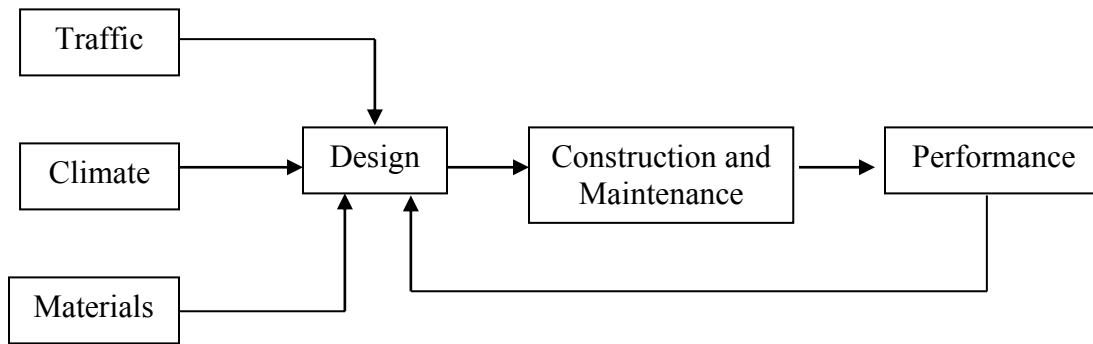 Traffic
Climate
Materials
Design
Construction and
Maintenance
Performance